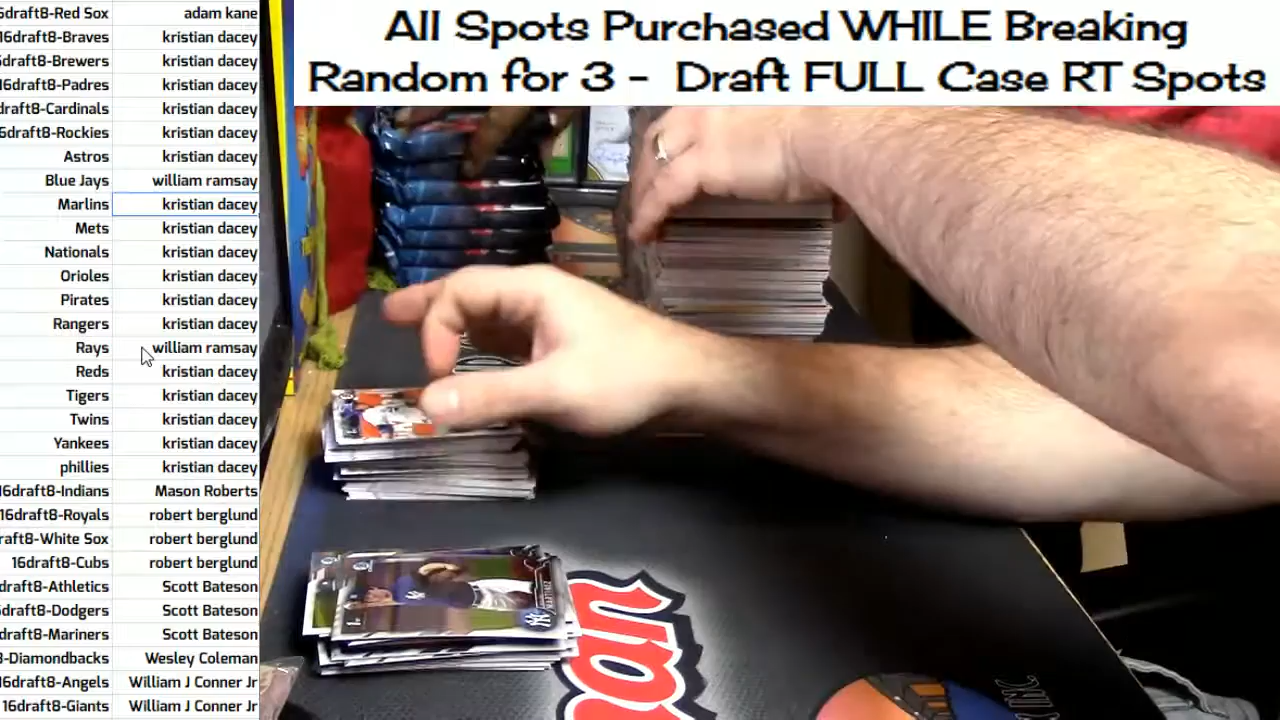 All Spots Purchased WHILE Breaking
Random for 3 - Draft FULL Case RT Spots
6draft8-Red Sox adam kane
16draft8-Braves kristian dacey
6draft8-Brewers kristian dacey
16draft8-Padres kristian dacey
draft8-Cardinals kristian dacey
6draft8-Rockies kristian dacey
Astros kristian dacey
Blue Jays william ramsay
Marlins kristian dacey
Mets kristian dacey
Nationals kristian dacey
Orioles kristian dacey
Pirates kristian dacey
Rangers kristian dacey
Rays william ramsay
Reds kristian dacey
Tigers kristian dacey
Twins kristian dacey
Yankees kristian dacey
phillies kristian dacey
16draft8-Indians Mason Roberts
16draft8-Royals robert berglund
raft8-White Sox robert berglund
16draft8-Cubs robert berglund
draft8-Athletics Scott Bateson
6draft8-Dodgers Scott Bateson
draft8-Mariners Scott Bateson
8-Diamondbacks Wesley Coleman
16draft8-Angels William J Conner Jr
16draft8-Giants William J Conner Jr